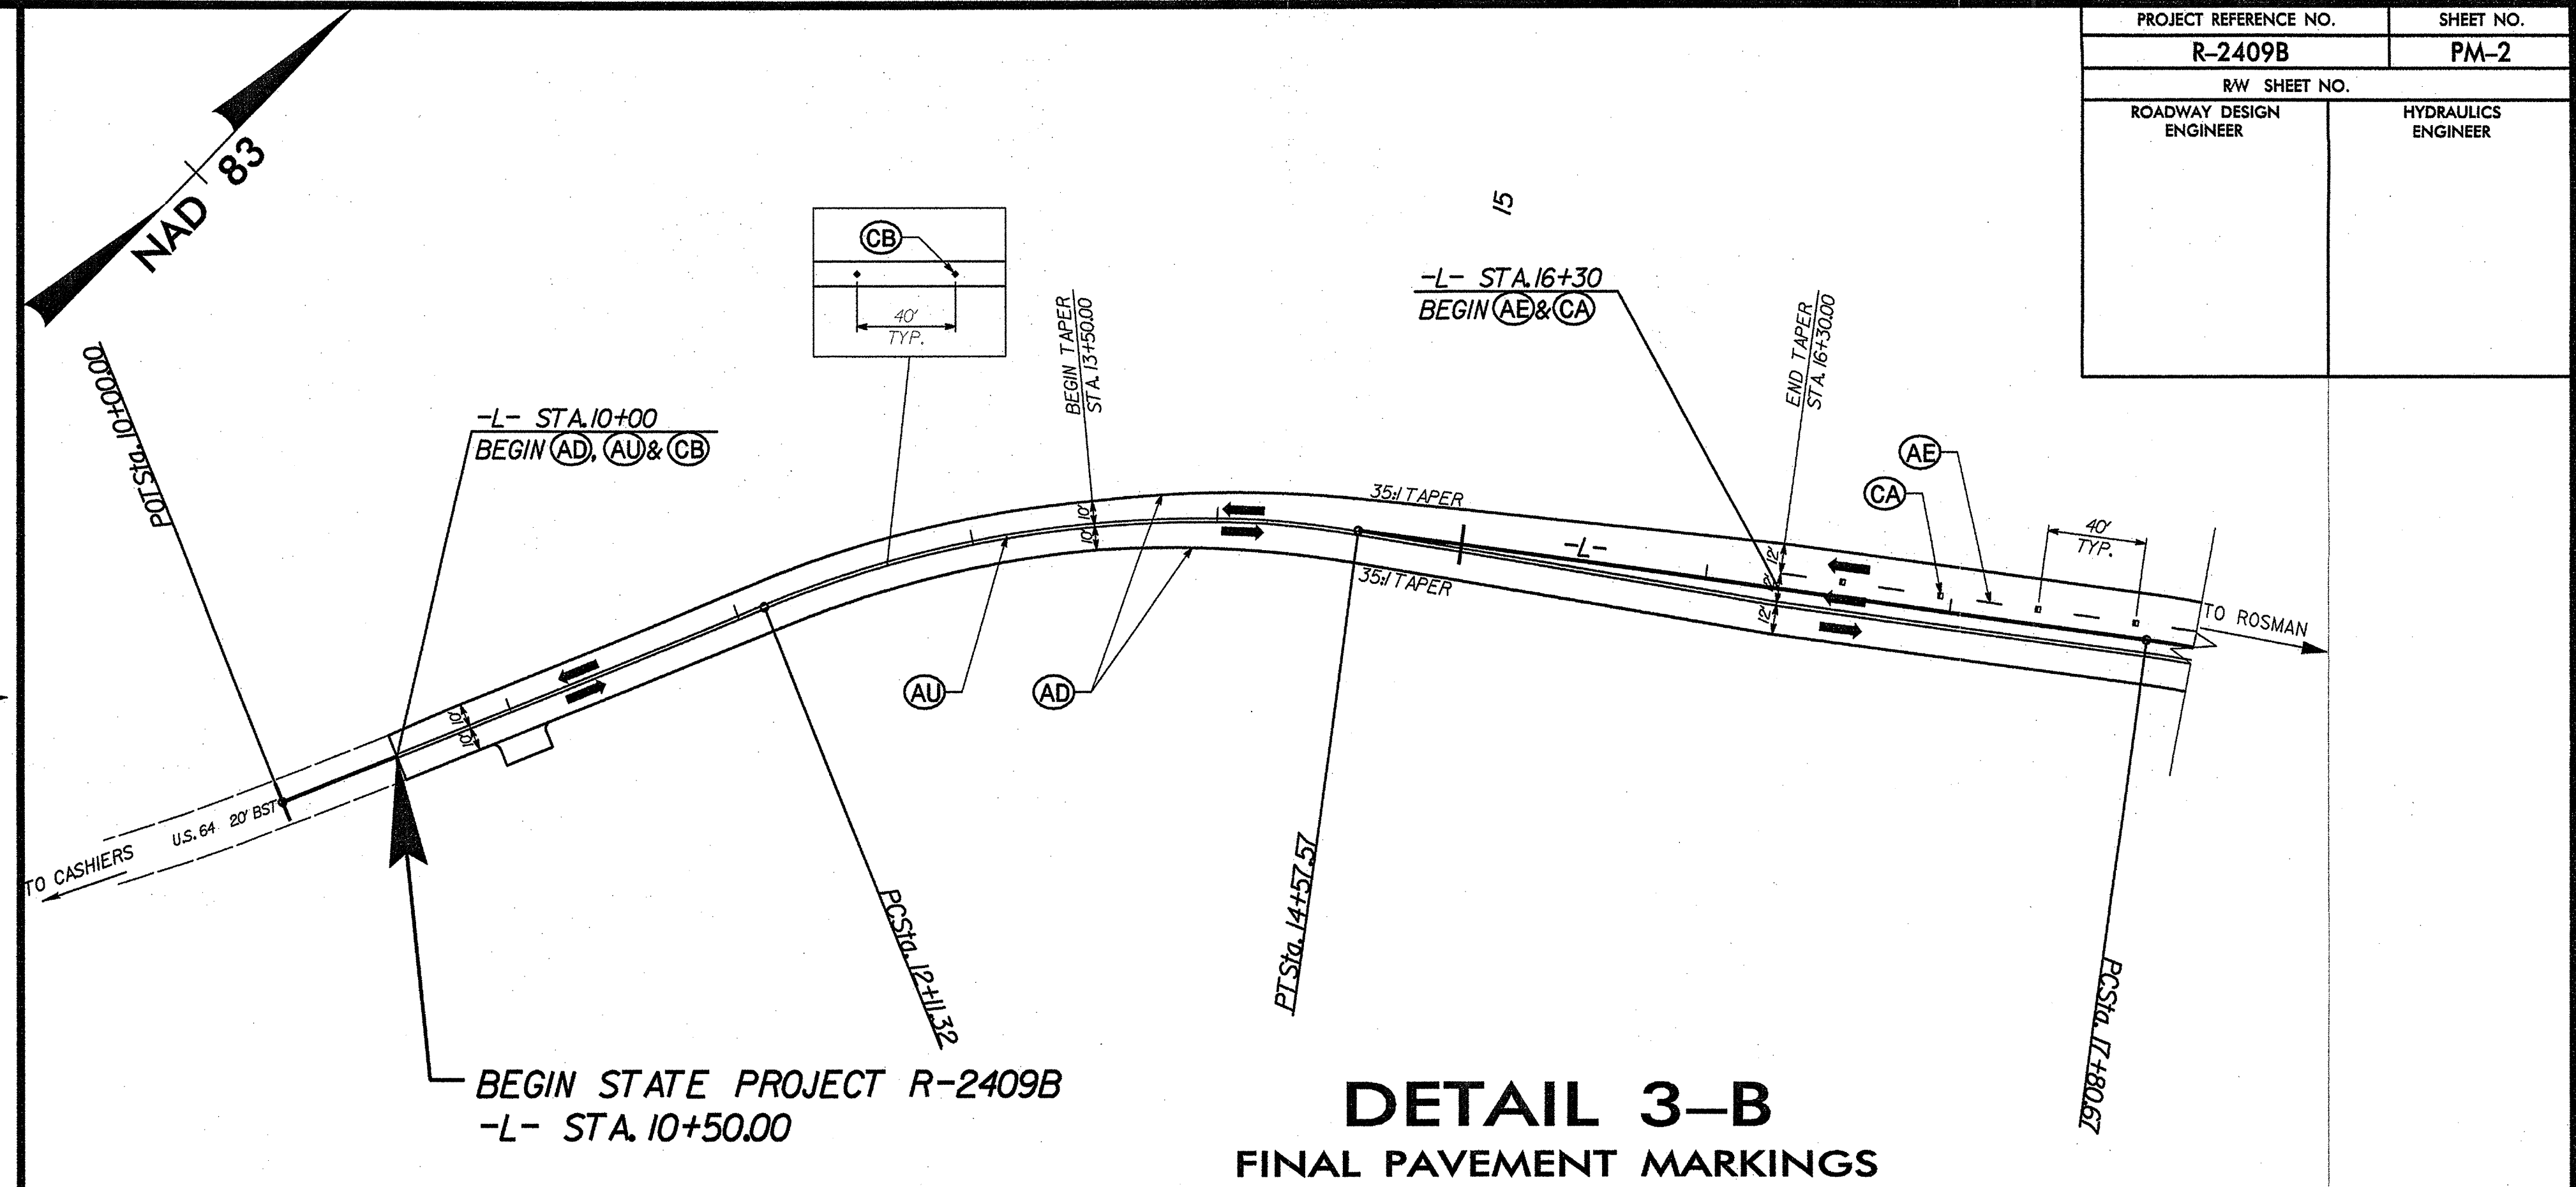 PROJECT REFERENCE NO. SHEET NO.
R-2409B PM-2
R/W SHEET NO.
ROADWAY DESIGN ENGINEER
HYDRAULICS ENGINEER
NAD 83
15
CB
40'
TYP.
BEGIN TAPER
STA. 13+50.00
-L- STA. 16+30
BEGIN AE & CA
END TAPER
STA. 16+30.00
POT Sta. 10+00.00
-L- STA. 10+00
BEGIN AD, AU & CB
AE
CA
40'
TYP.
35:1 TAPER
10'
10'
-L-
35:1 TAPER
12'
12'
12'
TO ROSMAN
AU
AD
10'
10'
U.S. 64 20' BST
TO CASHIERS
PC Sta. 12+11.32
PT Sta. 14+57.57
PC Sta. 17+80.67
BEGIN STATE PROJECT R-2409B
-L- STA. 10+50.00
DETAIL 3-B
FINAL PAVEMENT MARKINGS